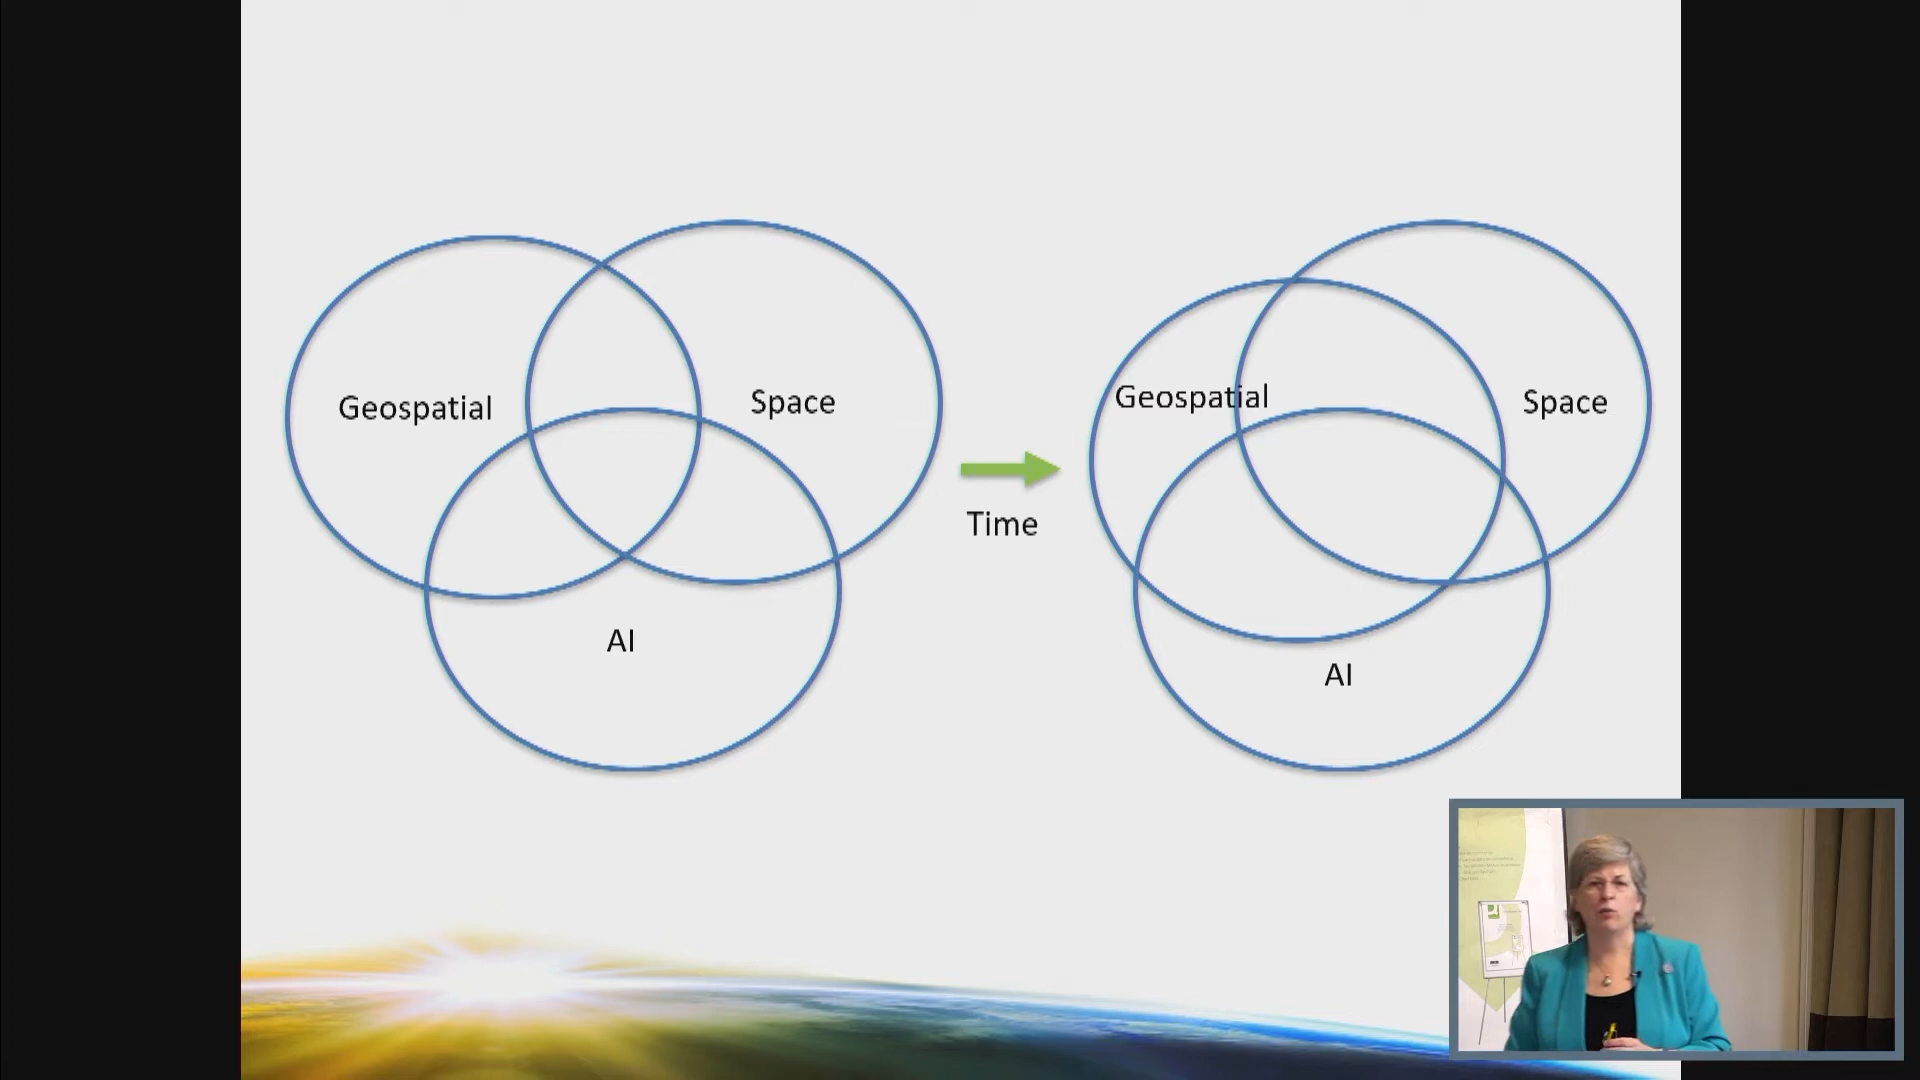 Geospatial
Space
AI
Time
Geospatial
Space
AI